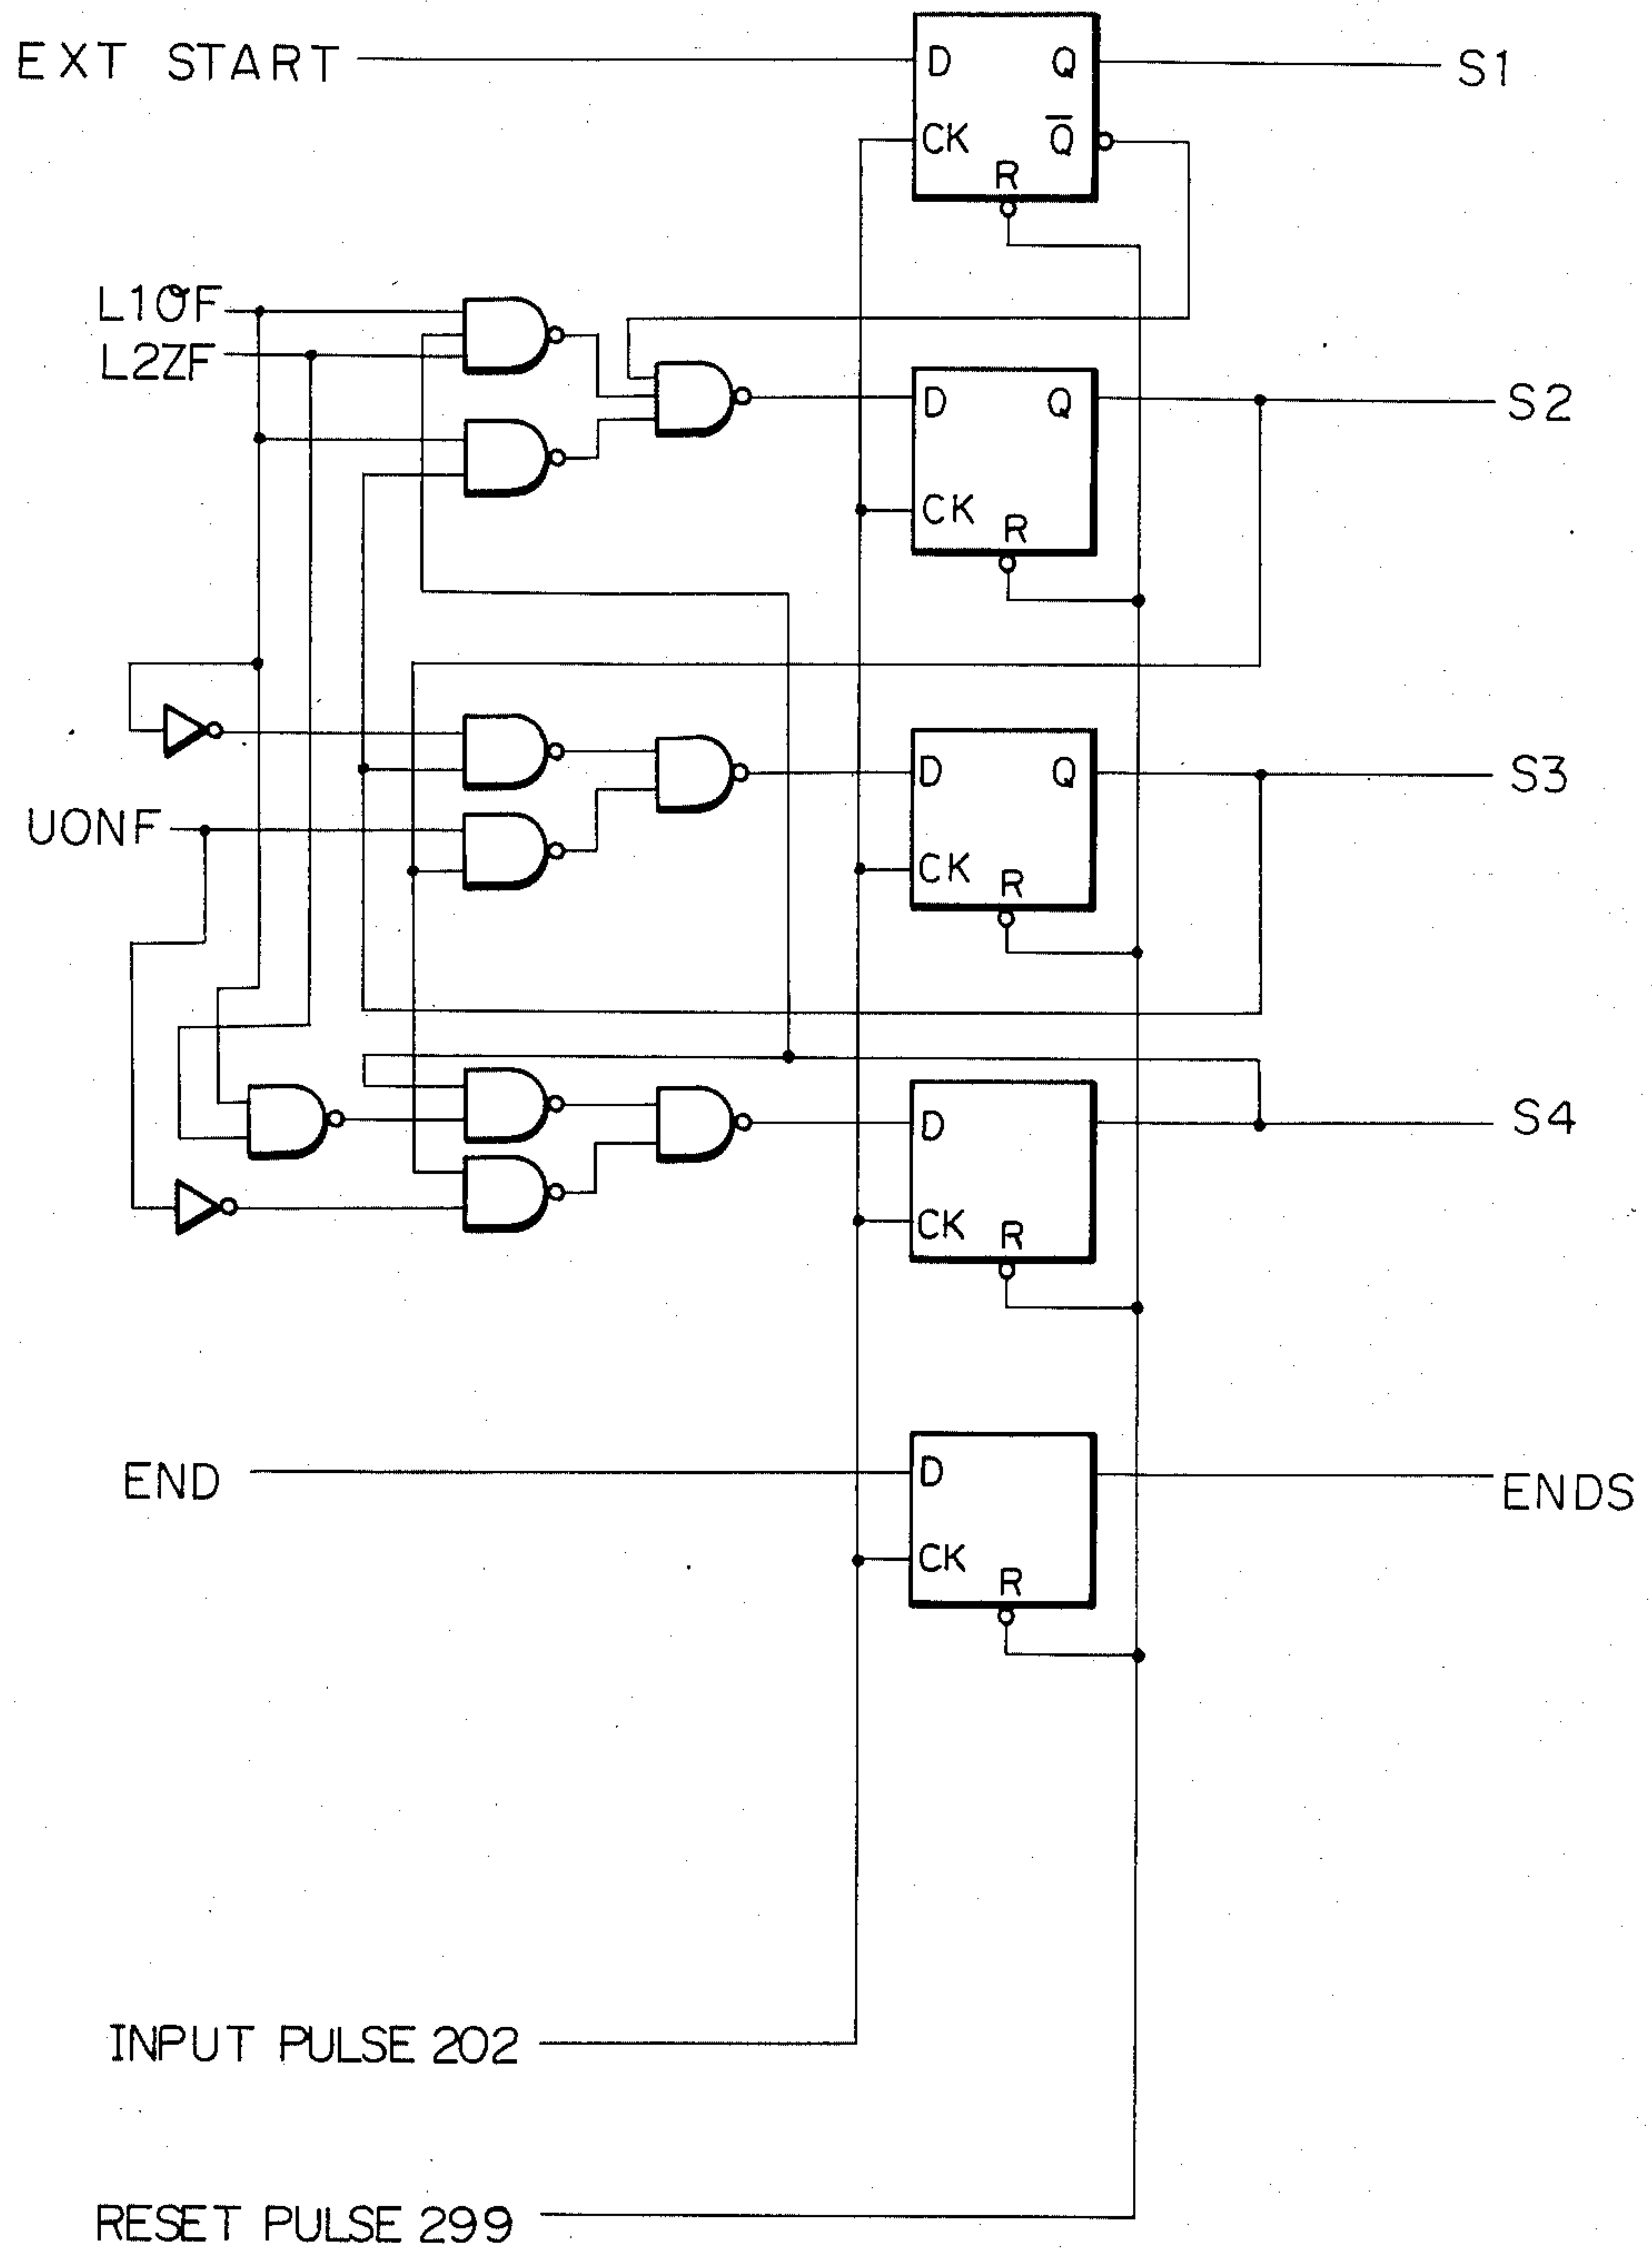 EXT START
D Q
S1
CK Q̅
R
L10F
L2ZF
D Q
S2
CK
R
UONF
D Q
S3
CK
R
D
S4
CK
R
END
D
ENDS
CK
R
INPUT PULSE 202
RESET PULSE 299